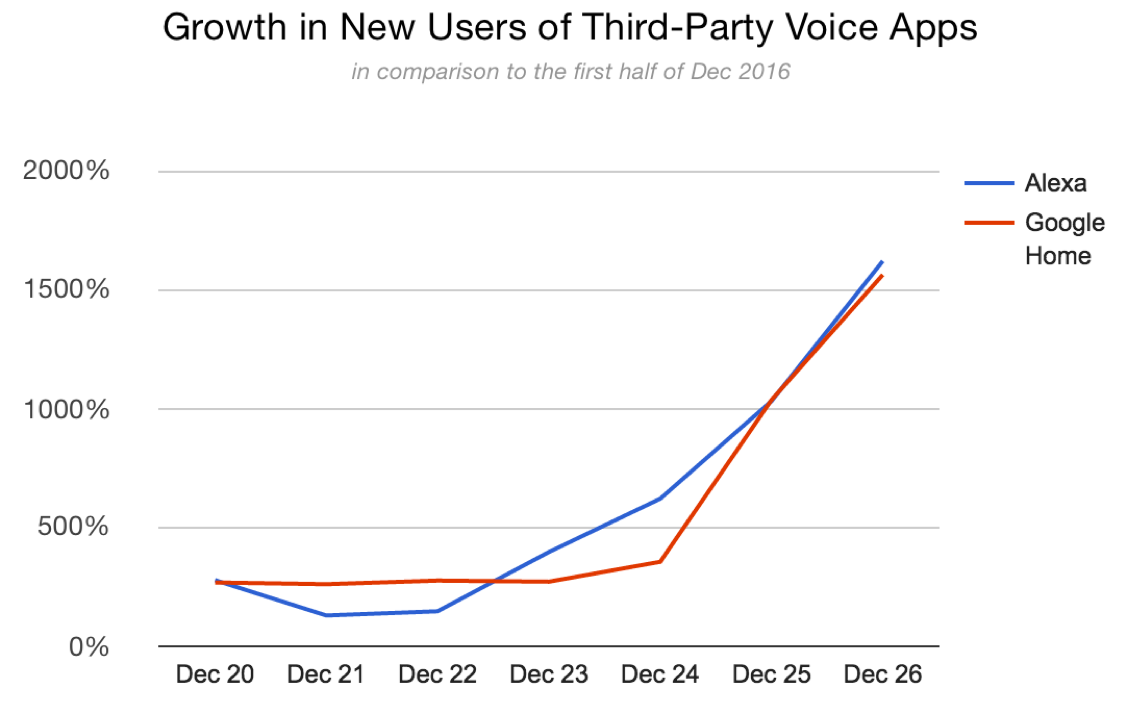 Growth in New Users of Third-Party Voice Apps
in comparison to the first half of Dec 2016
2000%
1500%
1000%
500%
0%
Alexa
Google
Home
Dec 20 Dec 21 Dec 22 Dec 23 Dec 24 Dec 25 Dec 26